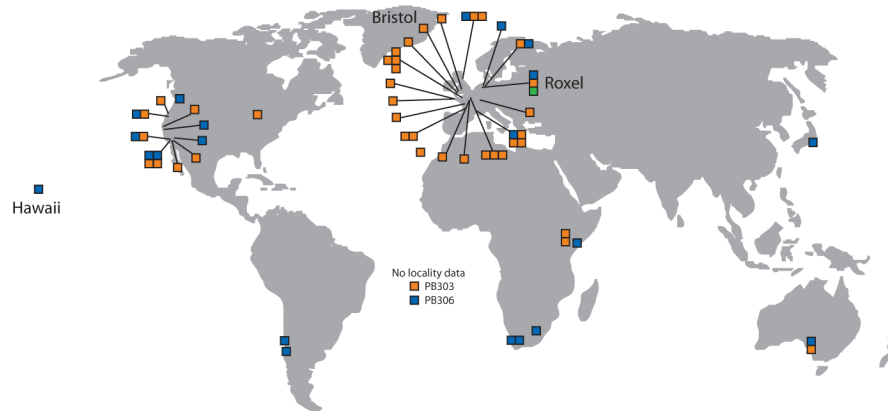 Bristol
Roxel
Hawaii
No locality data
PB303
PB306